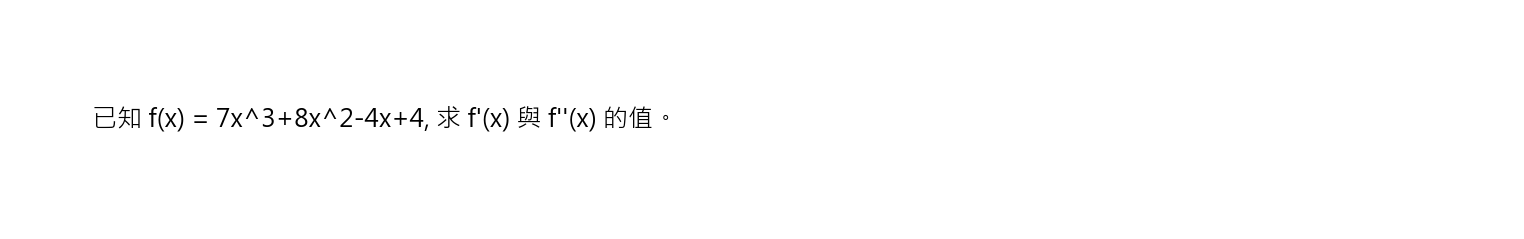 已知 f(x) = 7x^3+8x^2-4x+4, 求 f'(x) 與 f''(x) 的值。